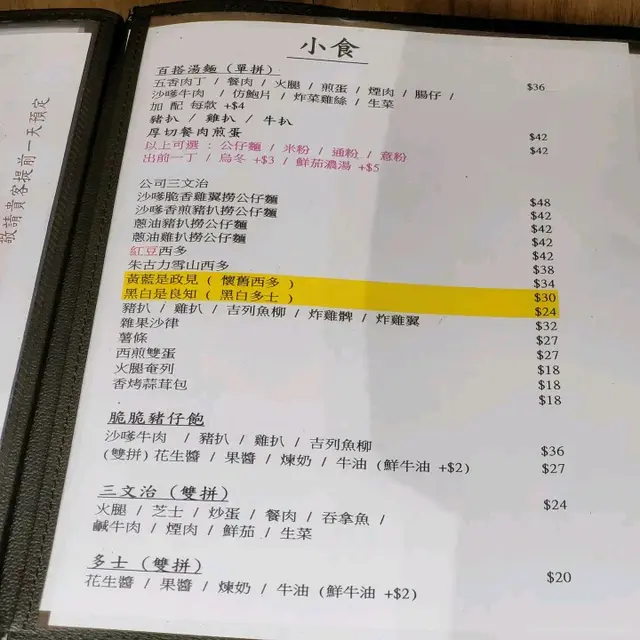 敬請貴客提前一天預定
小食
百搭湯麵 (單拼)
五香肉丁 / 餐肉 / 火腿 / 煎蛋 / 煙肉 / 腸仔 / $36
沙嗲牛肉 / 仿鮑片 / 炸菜雞絲 / 生菜
加 配 每款 +$4
豬扒 / 雞扒 / 牛扒 $42
厚切餐肉煎蛋 $42
以上可選 : 公仔麵 / 米粉 / 通粉 / 意粉
出前一丁 / 烏冬 +$3 / 鮮茄濃湯 +$5
公司三文治 $48
沙嗲脆香雞翼撈公仔麵 $42
沙嗲香煎豬扒撈公仔麵 $42
蔥油豬扒撈公仔麵 $42
蔥油雞扒撈公仔麵 $42
紅豆西多 $38
朱古力雪山西多 $34
黃藍是政見 ( 懷舊西多 ) $30
黑白是良知 ( 黑白多士 ) $24
豬扒 / 雞扒 / 吉列魚柳 / 炸雞髀 / 炸雞翼 $32
雜果沙律 $27
薯條 $27
西煎雙蛋 $18
火腿奄列 $18
香烤蒜茸包 $18
脆脆豬仔飽
沙嗲牛肉 / 豬扒 / 雞扒 / 吉列魚柳 $36
(雙拼) 花生醬 / 果醬 / 煉奶 / 牛油 (鮮牛油 +$2) $27
三文治 (雙拼) $24
火腿 / 芝士 / 炒蛋 / 餐肉 / 吞拿魚 /
鹹牛肉 / 煙肉 / 鮮茄 / 生菜
多士 (雙拼) $20
花生醬 / 果醬 / 煉奶 / 牛油 (鮮牛油 +$2)